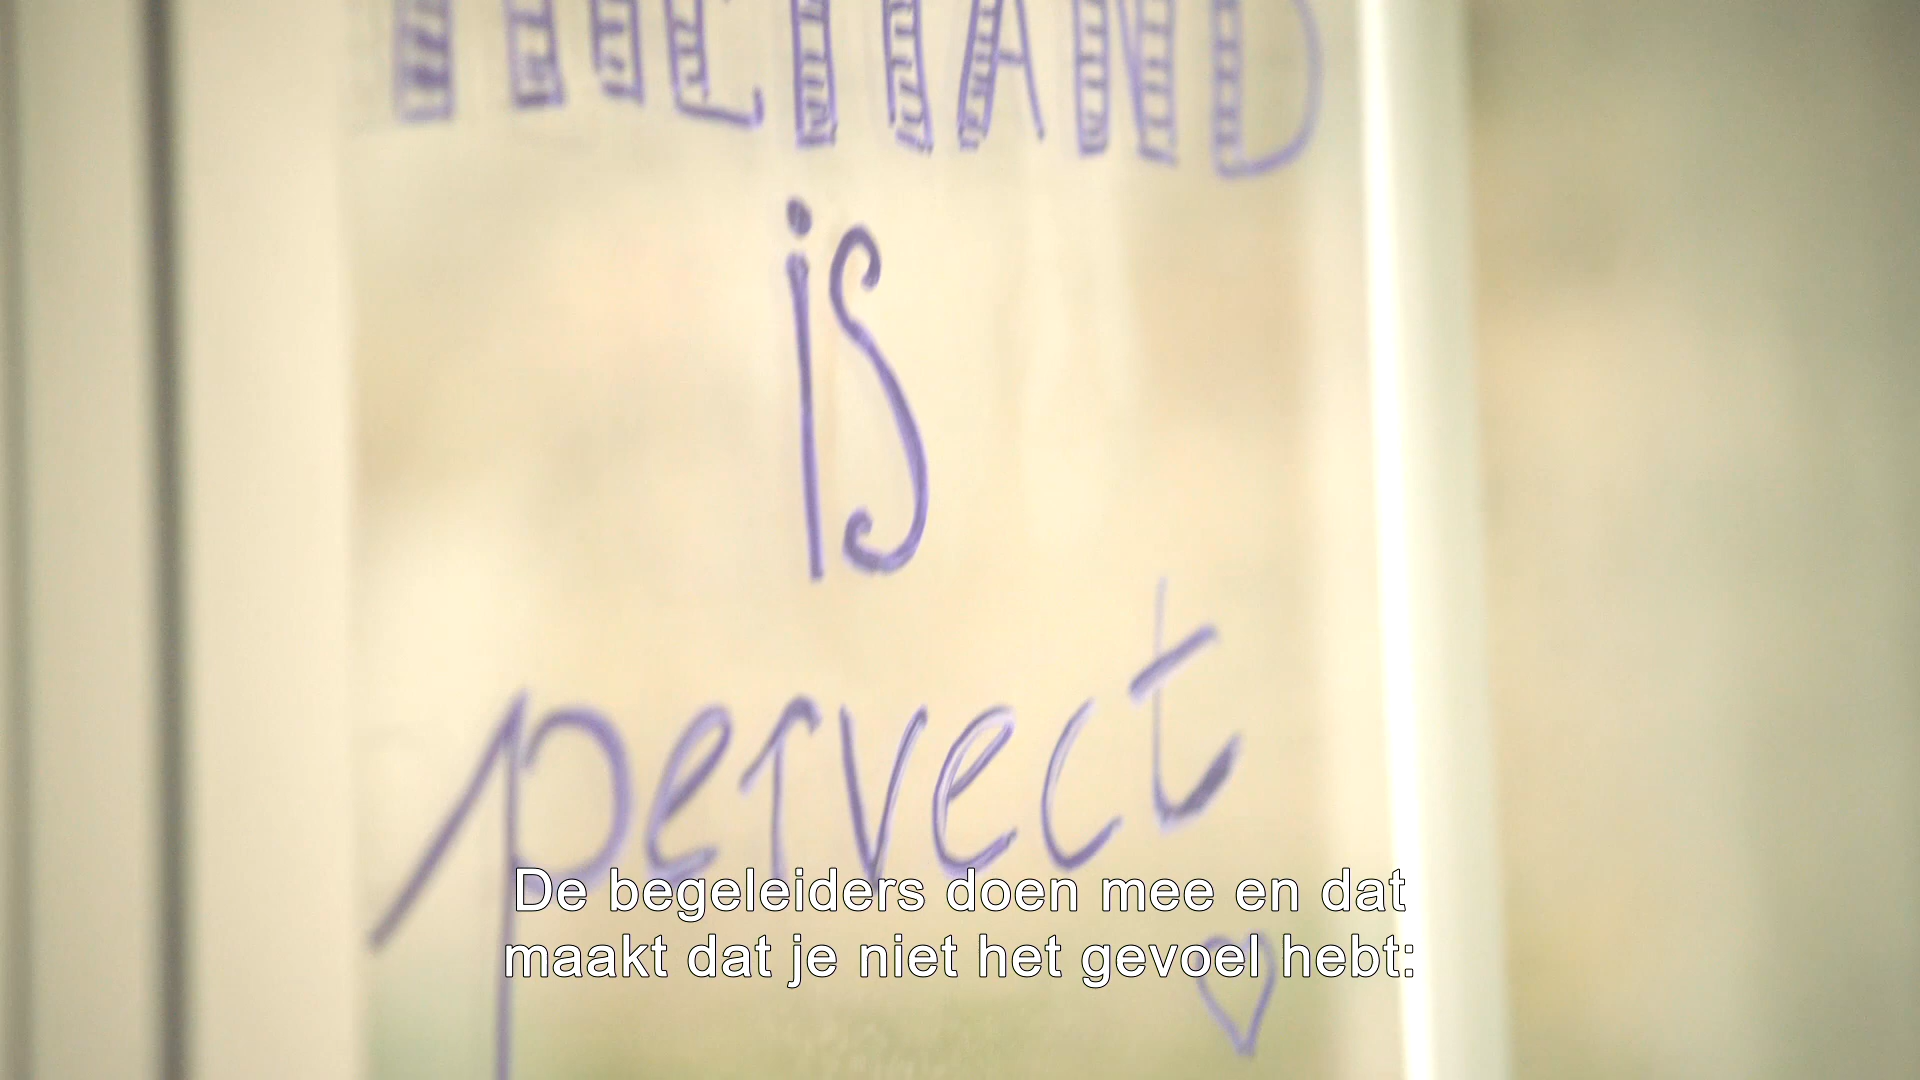 is
pervect
De begeleiders doen mee en dat
maakt dat je niet het gevoel hebt: